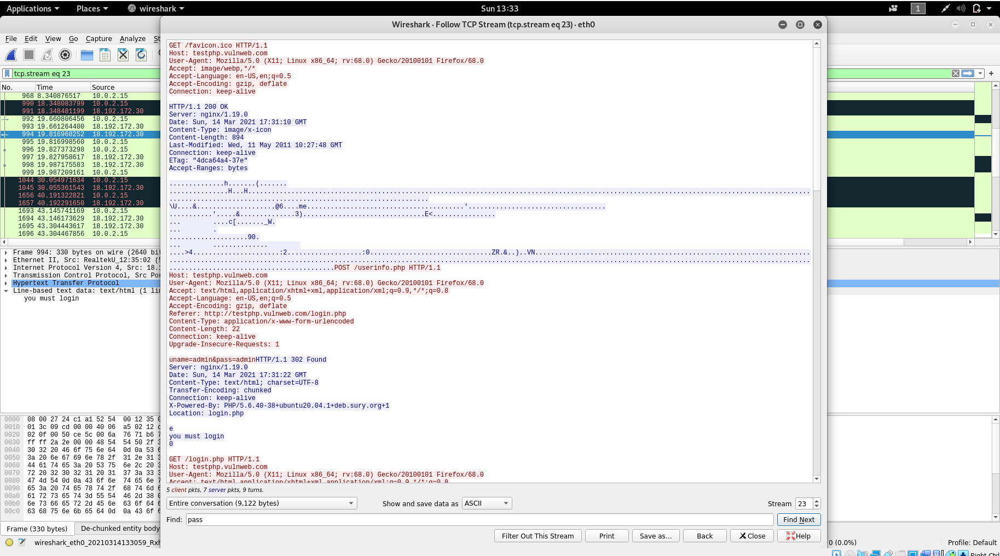 Applications Places wireshark Sun 13:33 1
Wireshark · Follow TCP Stream (tcp.stream eq 23) · eth0
File Edit View Go Capture Analyze St
tcp.stream eq 23
No. Time Source
968 8.340876517 10.0.2.15
990 18.348083799 10.0.2.15
991 18.348481199 18.192.172.30
992 19.660806456 10.0.2.15
993 19.661264400 18.192.172.30
994 19.816968252 18.192.172.30
995 19.816998560 10.0.2.15
996 19.827373298 10.0.2.15
997 19.827958617 18.192.172.30
998 19.987175583 18.192.172.30
999 19.987209161 10.0.2.15
1044 30.054971634 10.0.2.15
1045 30.055361543 18.192.172.30
1656 40.191322821 10.0.2.15
1657 40.192291650 18.192.172.30
1693 43.145741169 10.0.2.15
1694 43.146173629 18.192.172.30
1695 43.304443617 18.192.172.30
1696 43.304467856 10.0.2.15
Frame 994: 330 bytes on wire (2640 bit
Ethernet II, Src: RealtekU_12:35:02 (5
Internet Protocol Version 4, Src: 18.1
Transmission Control Protocol, Src Por
Hypertext Transfer Protocol
Line-based text data: text/html (1 lin
you must login
0000 08 00 27 24 c1 a1 52 54 00 12 35 0
0010 01 3c 09 cd 00 00 40 06 a5 02 12 c
0020 02 0f 00 50 ce 5c 00 6a 76 71 b6 7
0030 ff ff 2a 2e 00 00 48 54 54 50 2f 3
0040 30 32 20 46 6f 75 6e 64 0d 0a 53 6
0050 3a 20 6e 67 69 6e 78 2f 31 2e 31 3
0060 44 61 74 65 3a 20 53 75 6e 2c 20 3
0070 72 20 32 30 32 31 20 31 37 3a 33 3
0080 47 4d 54 0d 0a 43 6f 6e 74 65 6e 7
0090 65 3a 20 74 65 78 74 2f 68 74 6d 6
00a0 61 72 73 65 74 3d 55 54 46 2d 38 0
00b0 6e 73 66 65 72 2d 45 6e 63 6f 64 6
00c0 63 68 75 6e 6b 65 64 0d 0a 43 6f 6
Frame (330 bytes) De-chunked entity body
wireshark_eth0_20210314133059_Rxh
GET /favicon.ico HTTP/1.1
Host: testphp.vulnweb.com
User-Agent: Mozilla/5.0 (X11; Linux x86_64; rv:68.0) Gecko/20100101 Firefox/68.0
Accept: image/webp,*/*
Accept-Language: en-US,en;q=0.5
Accept-Encoding: gzip, deflate
Connection: keep-alive
HTTP/1.1 200 OK
Server: nginx/1.19.0
Date: Sun, 14 Mar 2021 17:31:10 GMT
Content-Type: image/x-icon
Content-Length: 894
Last-Modified: Wed, 11 May 2011 10:27:48 GMT
Connection: keep-alive
ETag: "4dca64a4-37e"
Accept-Ranges: bytes
..............h.......(.......
...............H...H...
\U....&....................@6....me........................................'...................................
...........'.....&..............3)...............................E<................
... ....c[......._W.
... .
....................90.
... ..............
....>4......................:2...................:0...............................ZR.&..)..VN...
POST /userinfo.php HTTP/1.1
Host: testphp.vulnweb.com
User-Agent: Mozilla/5.0 (X11; Linux x86_64; rv:68.0) Gecko/20100101 Firefox/68.0
Accept: text/html,application/xhtml+xml,application/xml;q=0.9,*/*;q=0.8
Accept-Language: en-US,en;q=0.5
Accept-Encoding: gzip, deflate
Referer: http://testphp.vulnweb.com/login.php
Content-Type: application/x-www-form-urlencoded
Content-Length: 22
Connection: keep-alive
Upgrade-Insecure-Requests: 1
uname=admin&pass=adminHTTP/1.1 302 Found
Server: nginx/1.19.0
Date: Sun, 14 Mar 2021 17:31:22 GMT
Content-Type: text/html; charset=UTF-8
Transfer-Encoding: chunked
Connection: keep-alive
X-Powered-By: PHP/5.6.40-38+ubuntu20.04.1+deb.sury.org+1
Location: login.php
e
you must login
0
GET /login.php HTTP/1.1
Host: testphp.vulnweb.com
User-Agent: Mozilla/5.0 (X11; Linux x86_64; rv:68.0) Gecko/20100101 Firefox/68.0
Accept: text/html,application/xhtml+xml,application/xml;q=0.9,*/*;q=0.8
5 client pkts, 7 server pkts, 9 turns.
Entire conversation (9,122 bytes) Show and save data as ASCII Stream 23
Find: pass Find Next
Filter Out This Stream Print Save as... Back Close Help
0 (0.0%) Profile: Default
Right Ctrl